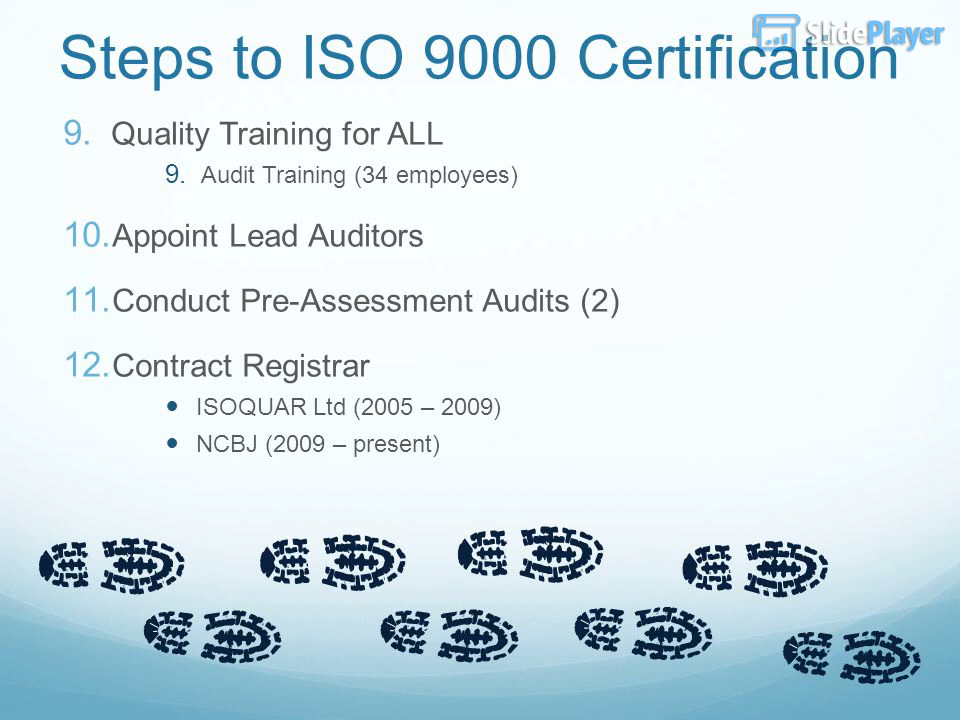 Steps to ISO 9000 Certification
SlidePlayer
9. Quality Training for ALL
9. Audit Training (34 employees)
10. Appoint Lead Auditors
11. Conduct Pre-Assessment Audits (2)
12. Contract Registrar
• ISOQUAR Ltd (2005 – 2009)
• NCBJ (2009 – present)